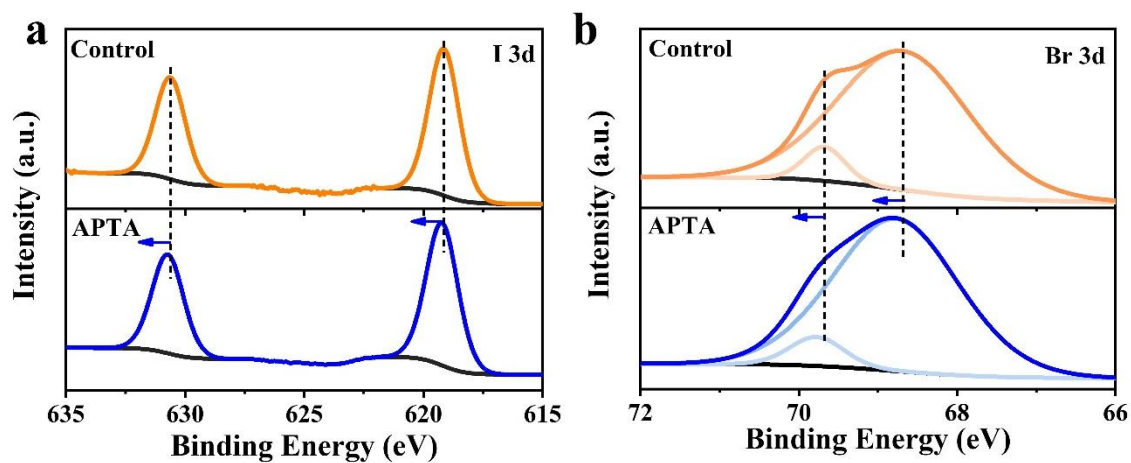 a
Control
I 3d
APTA
Intensity (a.u.)
635
630
625
620
615
Binding Energy (eV)
b
Control
Br 3d
APTA
Intensity (a.u.)
72
70
68
66
Binding Energy (eV)